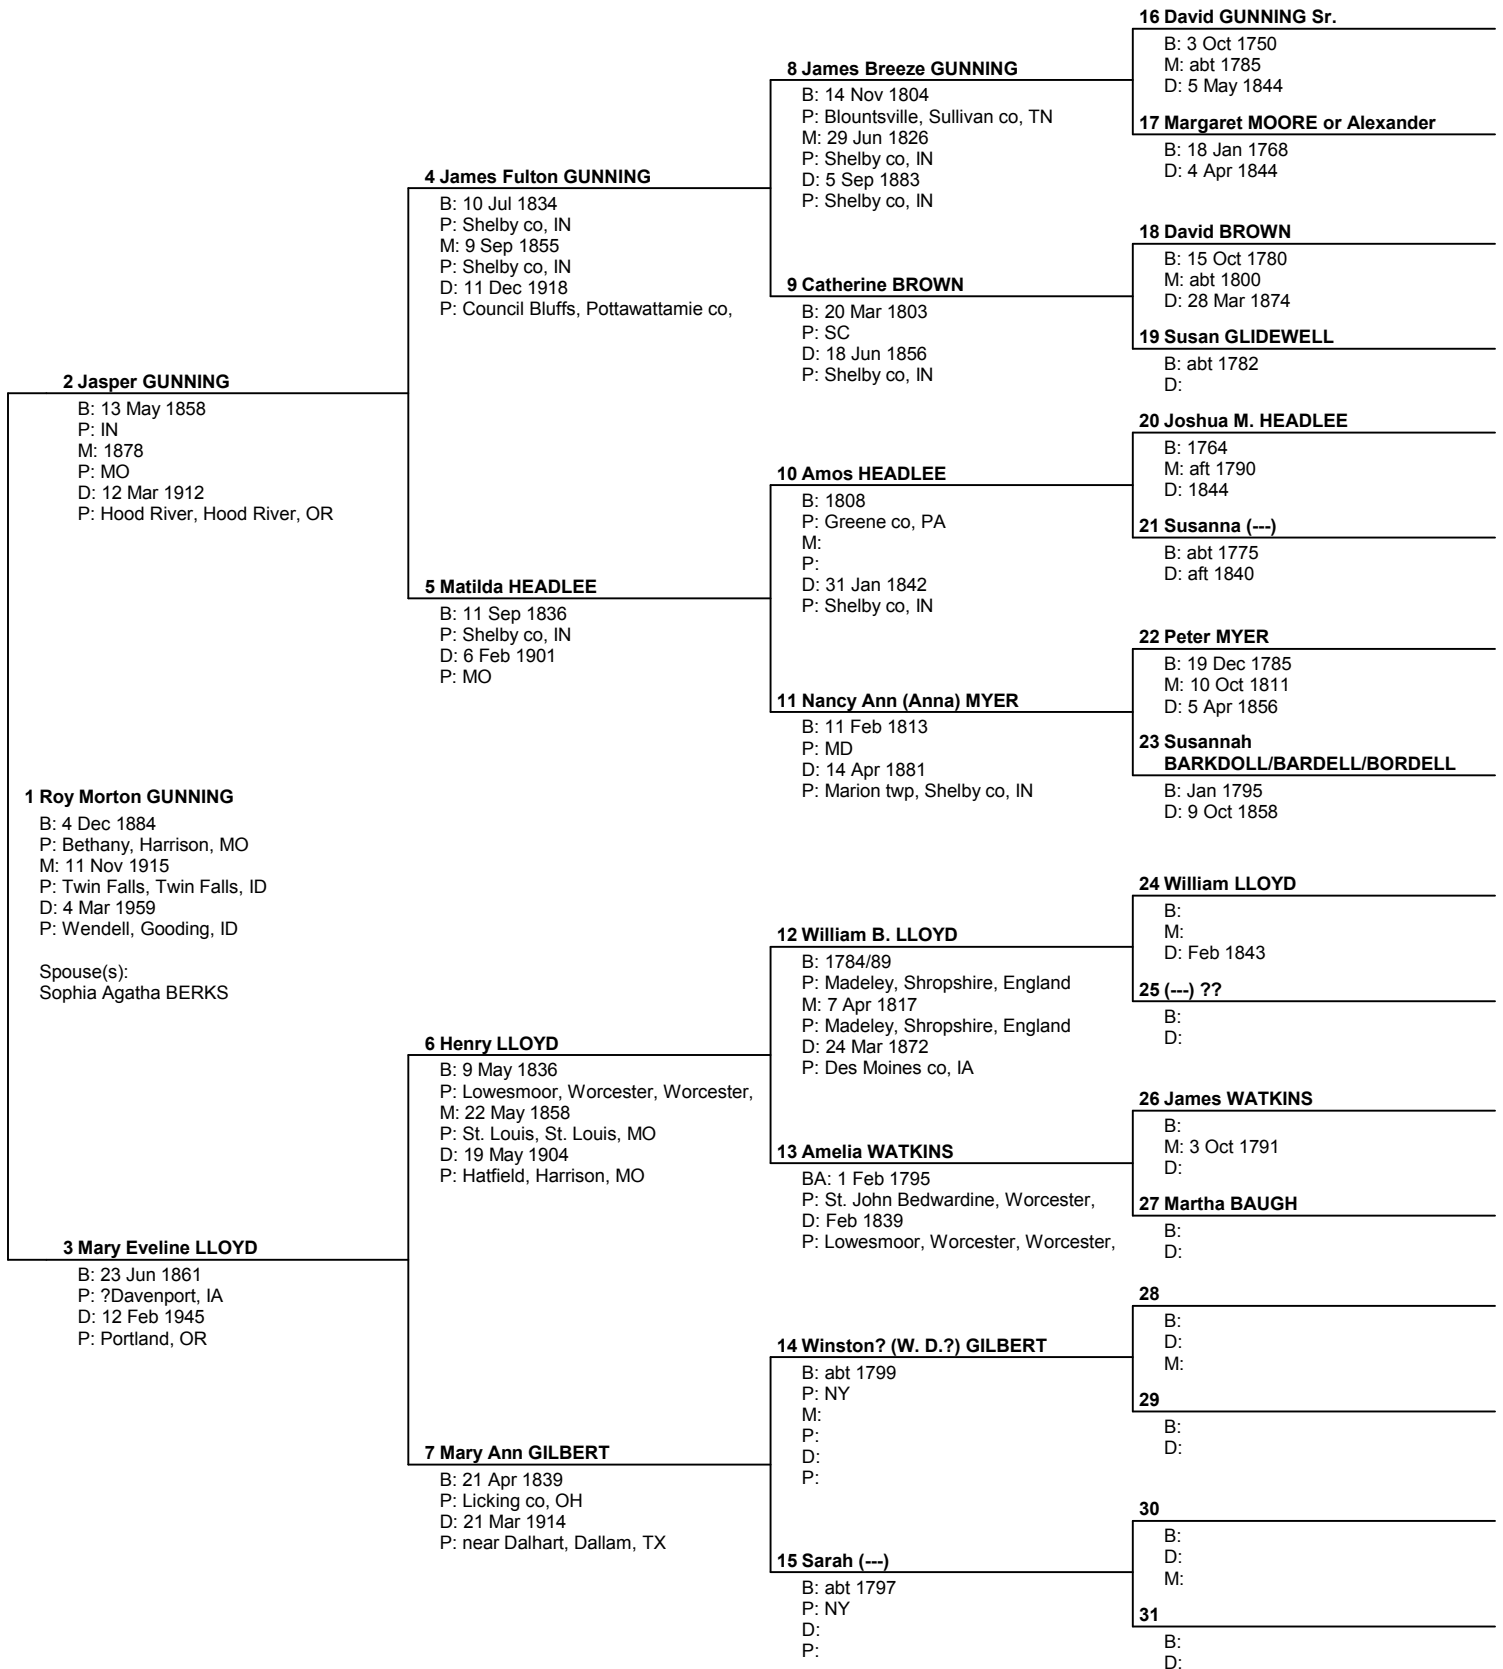 1 Roy Morton GUNNING
B: 4 Dec 1884
P: Bethany, Harrison, MO
M: 11 Nov 1915
P: Twin Falls, Twin Falls, ID
D: 4 Mar 1959
P: Wendell, Gooding, ID
Spouse(s):
Sophia Agatha BERKS
2 Jasper GUNNING
B: 13 May 1858
P: IN
M: 1878
P: MO
D: 12 Mar 1912
P: Hood River, Hood River, OR
3 Mary Eveline LLOYD
B: 23 Jun 1861
P: ?Davenport, IA
D: 12 Feb 1945
P: Portland, OR
4 James Fulton GUNNING
B: 10 Jul 1834
P: Shelby co, IN
M: 9 Sep 1855
P: Shelby co, IN
D: 11 Dec 1918
P: Council Bluffs, Pottawattamie co,
5 Matilda HEADLEE
B: 11 Sep 1836
P: Shelby co, IN
D: 6 Feb 1901
P: MO
6 Henry LLOYD
B: 9 May 1836
P: Lowesmoor, Worcester, Worcester,
M: 22 May 1858
P: St. Louis, St. Louis, MO
D: 19 May 1904
P: Hatfield, Harrison, MO
7 Mary Ann GILBERT
B: 21 Apr 1839
P: Licking co, OH
D: 21 Mar 1914
P: near Dalhart, Dallam, TX
8 James Breeze GUNNING
B: 14 Nov 1804
P: Blountsville, Sullivan co, TN
M: 29 Jun 1826
P: Shelby co, IN
D: 5 Sep 1883
P: Shelby co, IN
9 Catherine BROWN
B: 20 Mar 1803
P: SC
D: 18 Jun 1856
P: Shelby co, IN
10 Amos HEADLEE
B: 1808
P: Greene co, PA
M:
P:
D: 31 Jan 1842
P: Shelby co, IN
11 Nancy Ann (Anna) MYER
B: 11 Feb 1813
P: MD
D: 14 Apr 1881
P: Marion twp, Shelby co, IN
12 William B. LLOYD
B: 1784/89
P: Madeley, Shropshire, England
M: 7 Apr 1817
P: Madeley, Shropshire, England
D: 24 Mar 1872
P: Des Moines co, IA
13 Amelia WATKINS
BA: 1 Feb 1795
P: St. John Bedwardine, Worcester,
D: Feb 1839
P: Lowesmoor, Worcester, Worcester,
14 Winston? (W. D.?) GILBERT
B: abt 1799
P: NY
M:
P:
D:
P:
15 Sarah (---)
B: abt 1797
P: NY
D:
P:
16 David GUNNING Sr.
B: 3 Oct 1750
M: abt 1785
D: 5 May 1844
17 Margaret MOORE or Alexander
B: 18 Jan 1768
D: 4 Apr 1844
18 David BROWN
B: 15 Oct 1780
M: abt 1800
D: 28 Mar 1874
19 Susan GLIDEWELL
B: abt 1782
D:
20 Joshua M. HEADLEE
B: 1764
M: aft 1790
D: 1844
21 Susanna (---)
B: abt 1775
D: aft 1840
22 Peter MYER
B: 19 Dec 1785
M: 10 Oct 1811
D: 5 Apr 1856
23 Susannah
BARKDOLL/BARDELL/BORDELL
B: Jan 1795
D: 9 Oct 1858
24 William LLOYD
B:
M:
D: Feb 1843
25 (---) ??
B:
D:
26 James WATKINS
B:
M: 3 Oct 1791
D:
27 Martha BAUGH
B:
D:
28
B:
D:
M:
29
B:
D:
30
B:
D:
M:
31
B:
D: